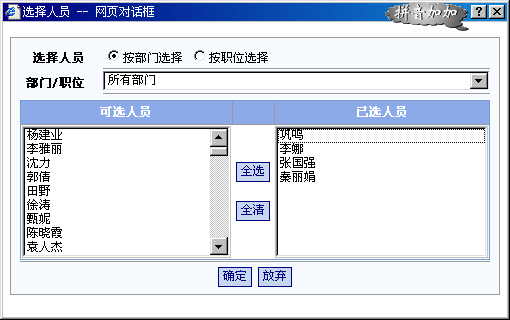 选择人员 -- 网页对话框
拼音加加
选择人员 按部门选择 按职位选择
部门/职位 所有部门
可选人员 已选人员
杨建业
李雅丽
沈力
郭倩
田野
徐涛
甄妮
陈晓霞
袁人杰
全选
全清
巩鸣
李娜
张国强
秦丽娟
确定 放弃